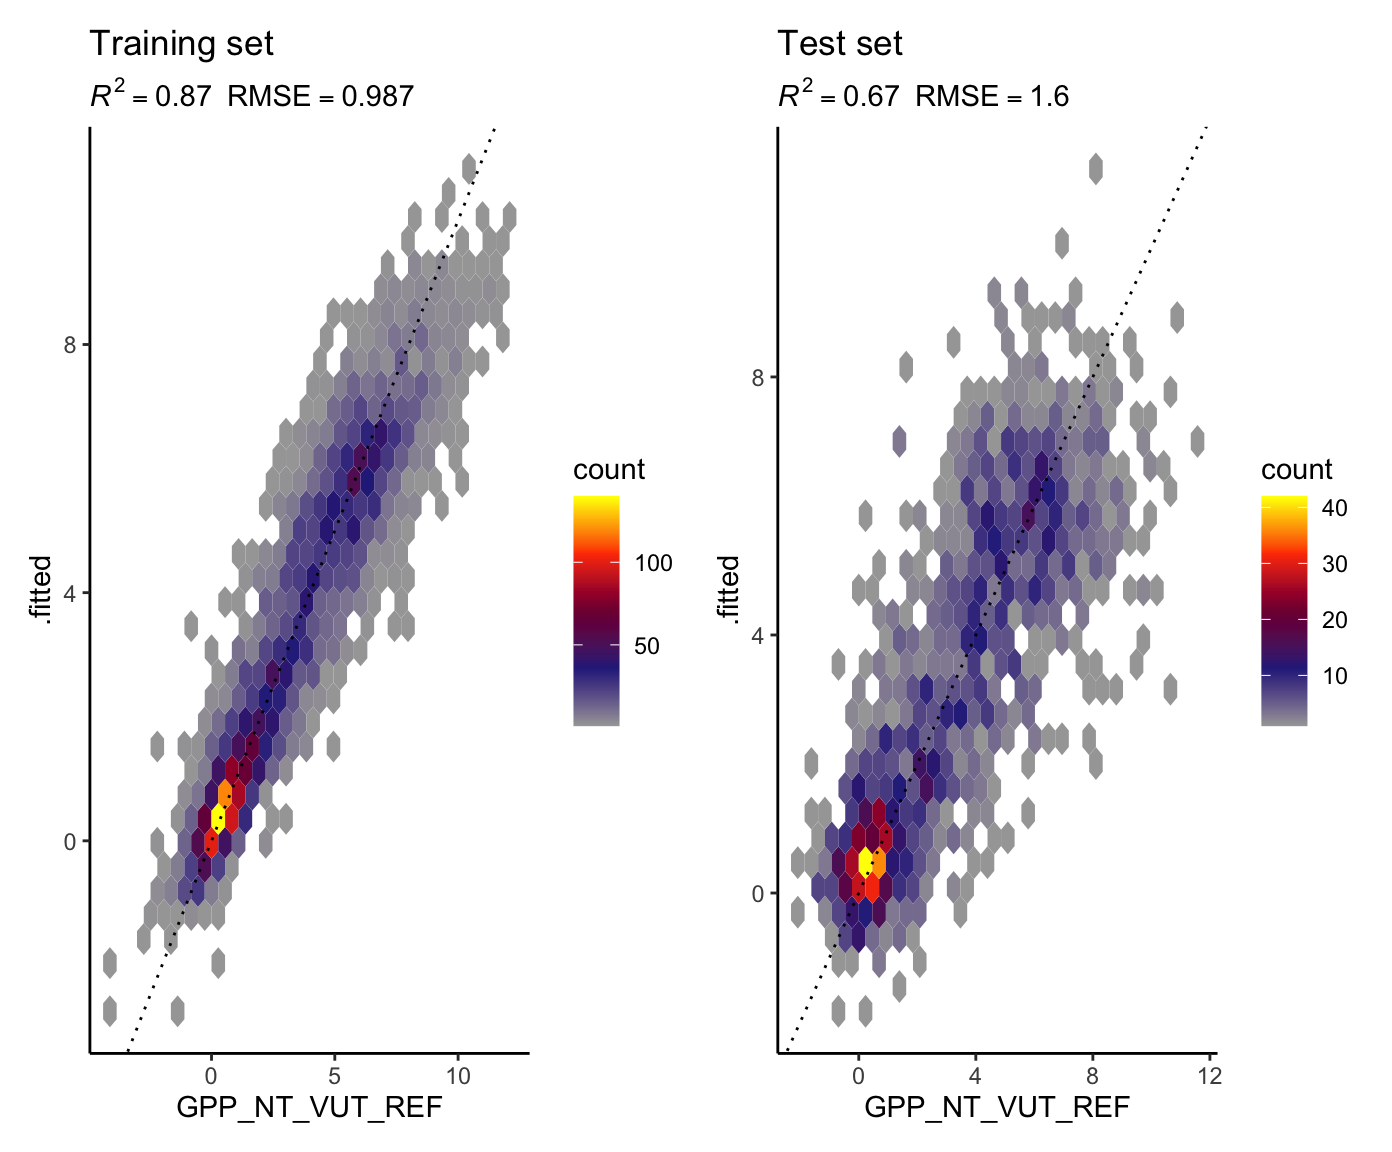 Training set
R² = 0.87 RMSE = 0.987
8
4
0
.fitted
0 5 10
GPP_NT_VUT_REF
count
100
50
Test set
R² = 0.67 RMSE = 1.6
8
4
0
.fitted
0 4 8 12
GPP_NT_VUT_REF
count
40
30
20
10